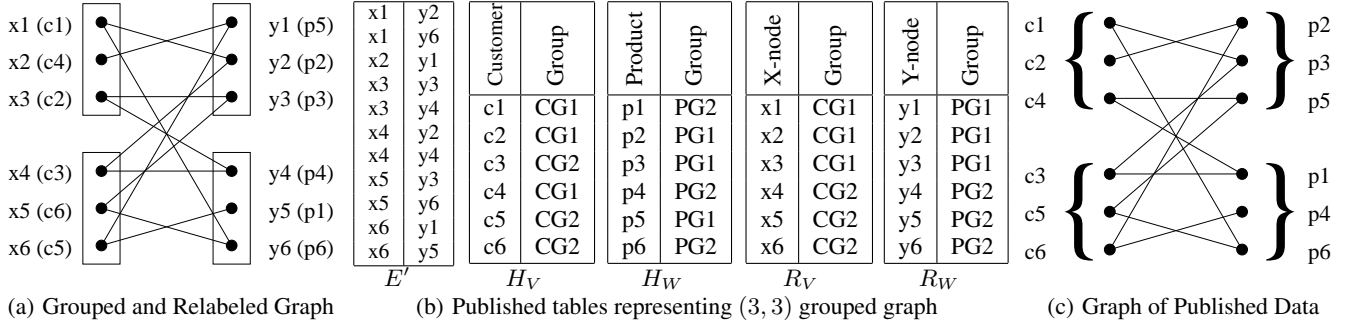 x1 (c1)
x2 (c4)
x3 (c2)
x4 (c3)
x5 (c6)
x6 (c5)
y1 (p5)
y2 (p2)
y3 (p3)
y4 (p4)
y5 (p1)
y6 (p6)
(a) Grouped and Relabeled Graph
x1 y2
x1 y6
x2 y1
x3 y3
x3 y4
x4 y2
x4 y4
x5 y3
x5 y6
x6 y1
x6 y5
E′
Customer Group
c1 CG1
c2 CG1
c3 CG2
c4 CG1
c5 CG2
c6 CG2
H_V
Product Group
p1 PG2
p2 PG1
p3 PG1
p4 PG2
p5 PG1
p6 PG2
H_W
X-node Group
x1 CG1
x2 CG1
x3 CG1
x4 CG2
x5 CG2
x6 CG2
R_V
Y-node Group
y1 PG1
y2 PG1
y3 PG1
y4 PG2
y5 PG2
y6 PG2
R_W
(b) Published tables representing (3, 3) grouped graph
c1
c2
c4
c3
c5
c6
p2
p3
p5
p1
p4
p6
(c) Graph of Published Data